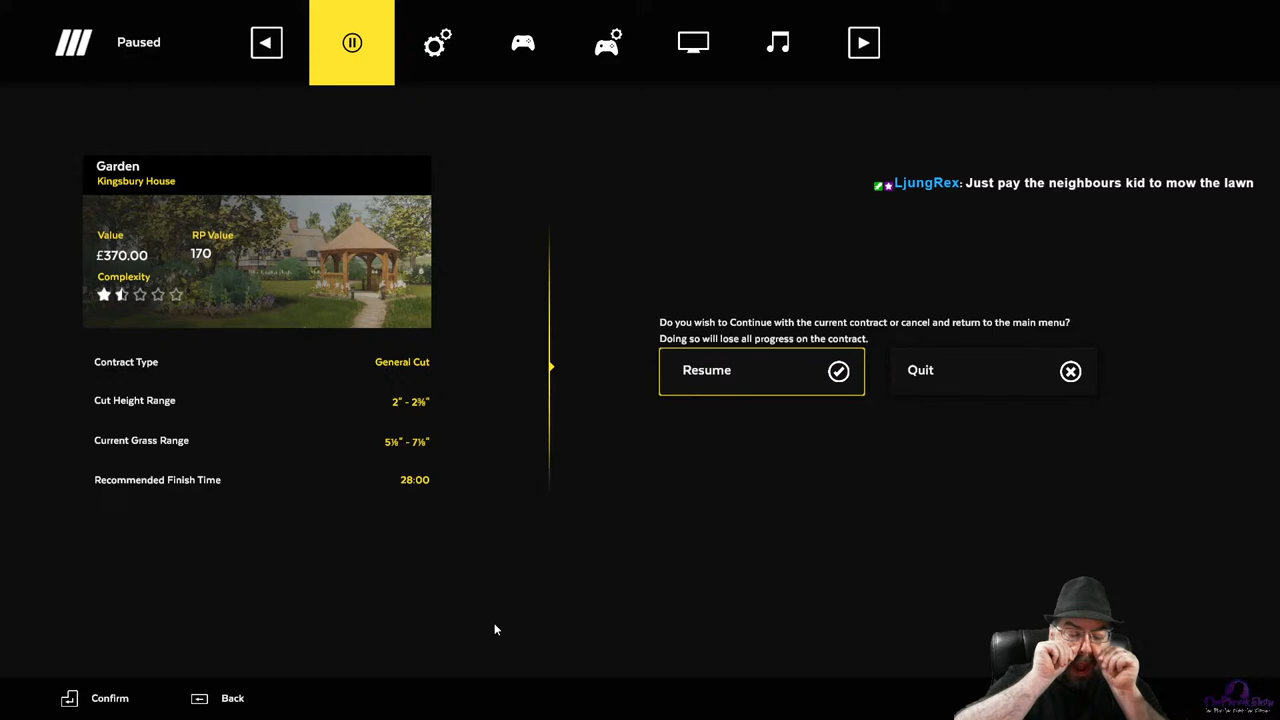 Paused
Garden
Kingsbury House
LjungRex: Just pay the neighbours kid to mow the lawn
Value
RP Value
£370.00
170
Complexity
Do you wish to Continue with the current contract or cancel and return to the main menu?
Doing so will lose all progress on the contract.
Resume
Quit
Contract Type
General Cut
Cut Height Range
2" - 2⅜"
Current Grass Range
Recommended Finish Time
28:00
Confirm
Back